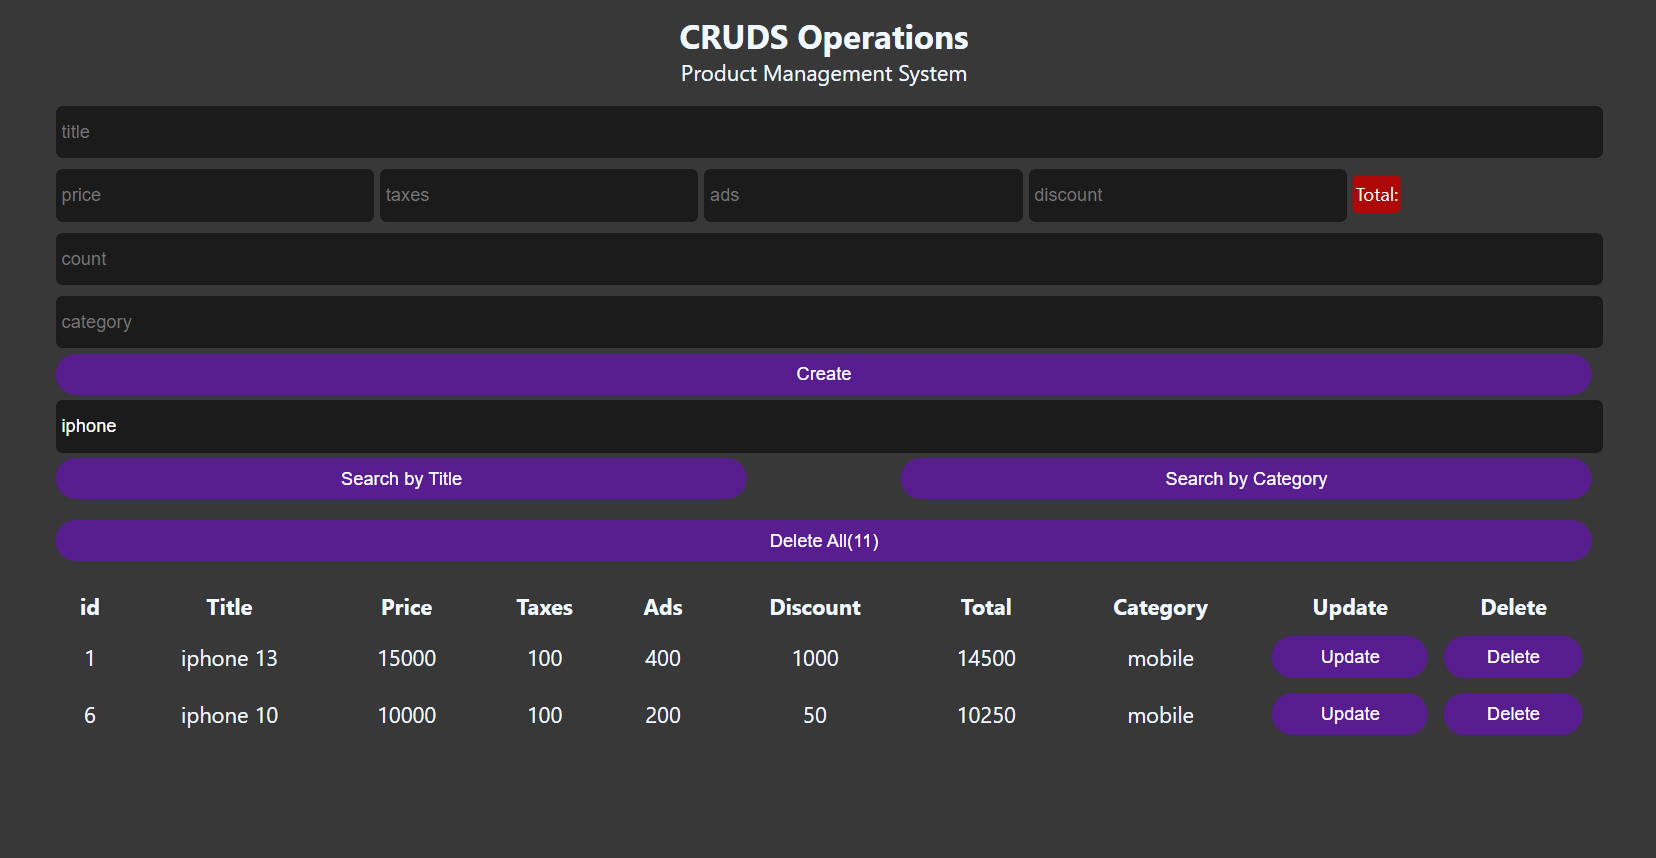 CRUDS Operations
Product Management System
title
price taxes ads discount Total:
count
category
Create
iphone
Search by Title Search by Category
Delete All(11)
id Title Price Taxes Ads Discount Total Category Update Delete
1 iphone 13 15000 100 400 1000 14500 mobile Update Delete
6 iphone 10 10000 100 200 50 10250 mobile Update Delete